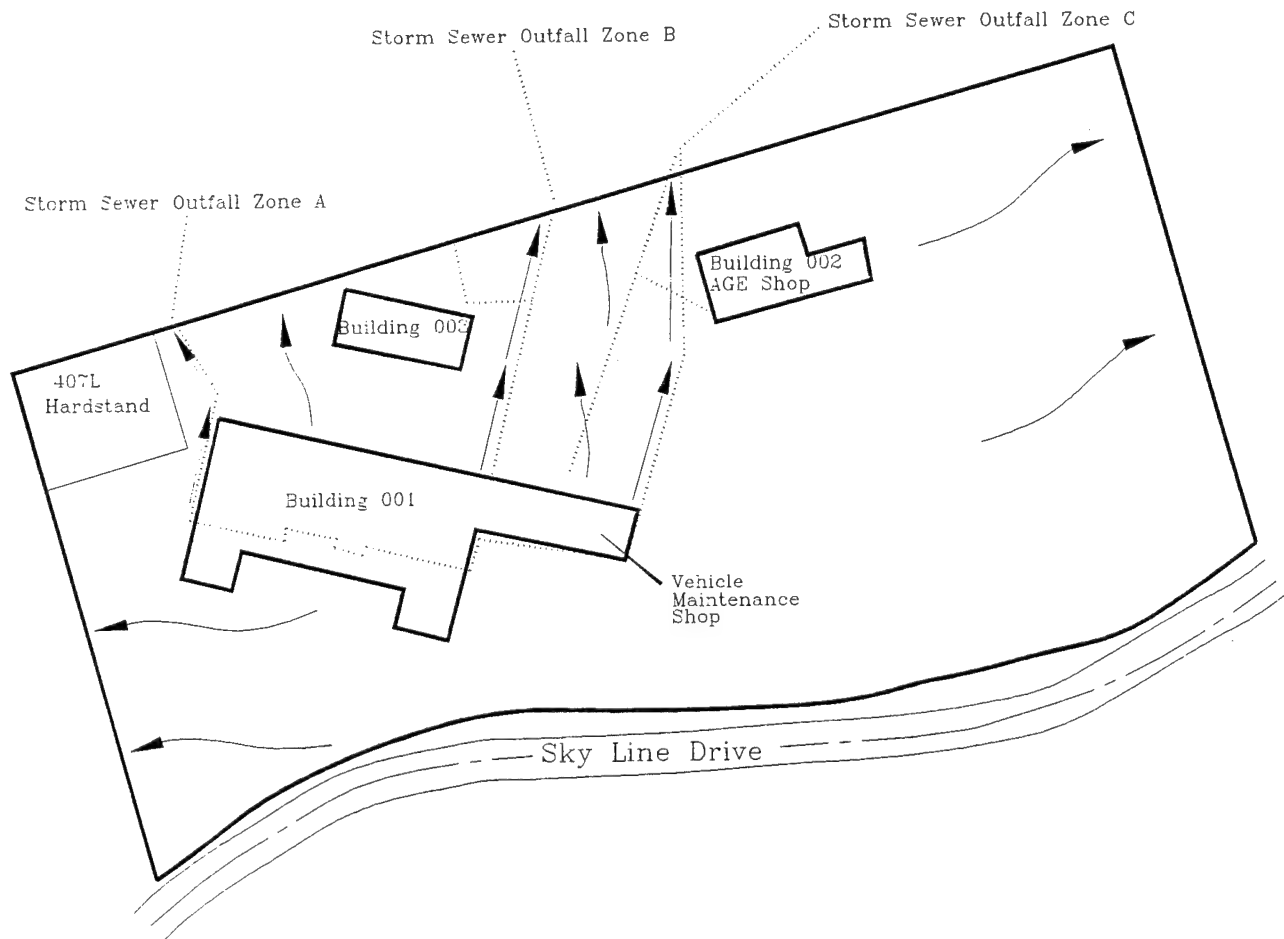 Storm Sewer Outfall Zone B
Storm Sewer Outfall Zone C
Storm Sewer Outfall Zone A
Building 002
AGE Shop
Building 003
407L
Hardstand
Building 001
Vehicle
Maintenance
Shop
Sky Line Drive